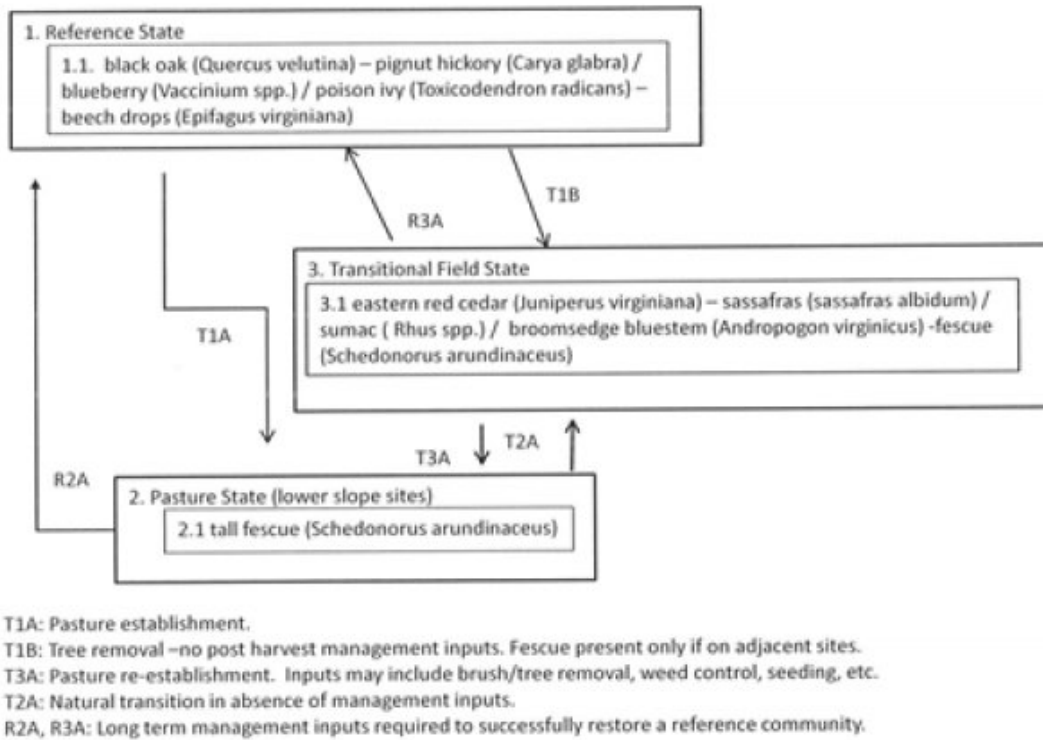 1. Reference State
1.1. black oak (Quercus velutina) – pignut hickory (Carya glabra) /
blueberry (Vaccinium spp.) / poison ivy (Toxicodendron radicans) –
beech drops (Epifagus virginiana)
T1B
R3A
3. Transitional Field State
3.1 eastern red cedar (Juniperus virginiana) – sassafras (sassafras albidum) /
sumac ( Rhus spp.) / broomsedge bluestem (Andropogon virginicus) -fescue
(Schedonorus arundinaceus)
T1A
T3A
T2A
R2A
2. Pasture State (lower slope sites)
2.1 tall fescue (Schedonorus arundinaceus)
T1A: Pasture establishment.
T1B: Tree removal –no post harvest management inputs. Fescue present only if on adjacent sites.
T3A: Pasture re-establishment. Inputs may include brush/tree removal, weed control, seeding, etc.
T2A: Natural transition in absence of management inputs.
R2A, R3A: Long term management inputs required to successfully restore a reference community.